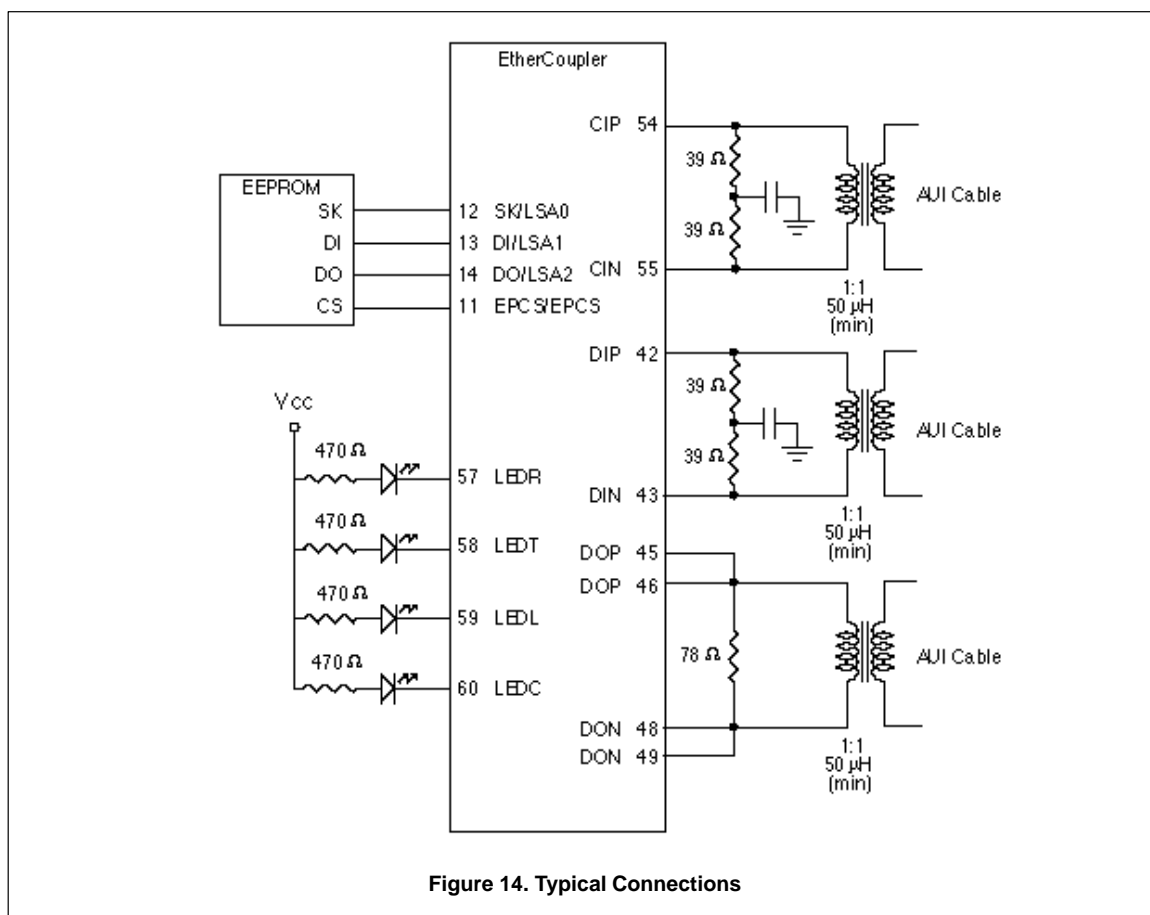 EtherCoupler
EEPROM
SK
DI
DO
CS
12 SK/LSA0
13 DI/LSA1
14 DO/LSA2
11 EPCS/EPCS
Vcc
470 Ω
57 LEDR
470 Ω
58 LEDT
470 Ω
59 LEDL
470 Ω
60 LEDC
CIP 54
39 Ω
39 Ω
CIN 55
AUI Cable
1:1
50 µH
(min)
DIP 42
39 Ω
39 Ω
DIN 43
AUI Cable
1:1
50 µH
(min)
DOP 45
DOP 46
78 Ω
DON 48
DON 49
AUI Cable
1:1
50 µH
(min)
Figure 14. Typical Connections